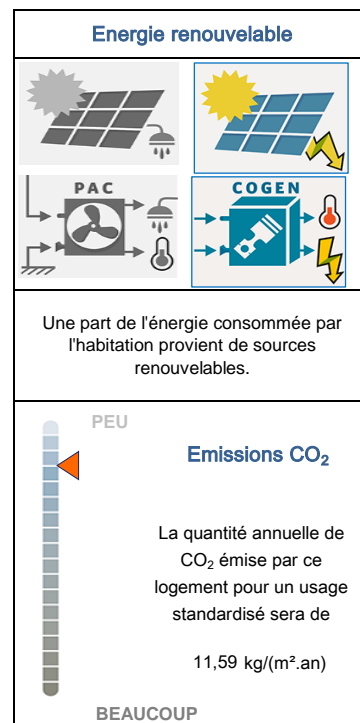 Energie renouvelable
PAC
COGEN
Une part de l'énergie consommée par
l'habitation provient de sources
renouvelables.
PEU
Emissions CO₂
La quantité annuelle de
CO₂ émise par ce
logement pour un usage
standardisé sera de
11,59 kg/(m².an)
BEAUCOUP